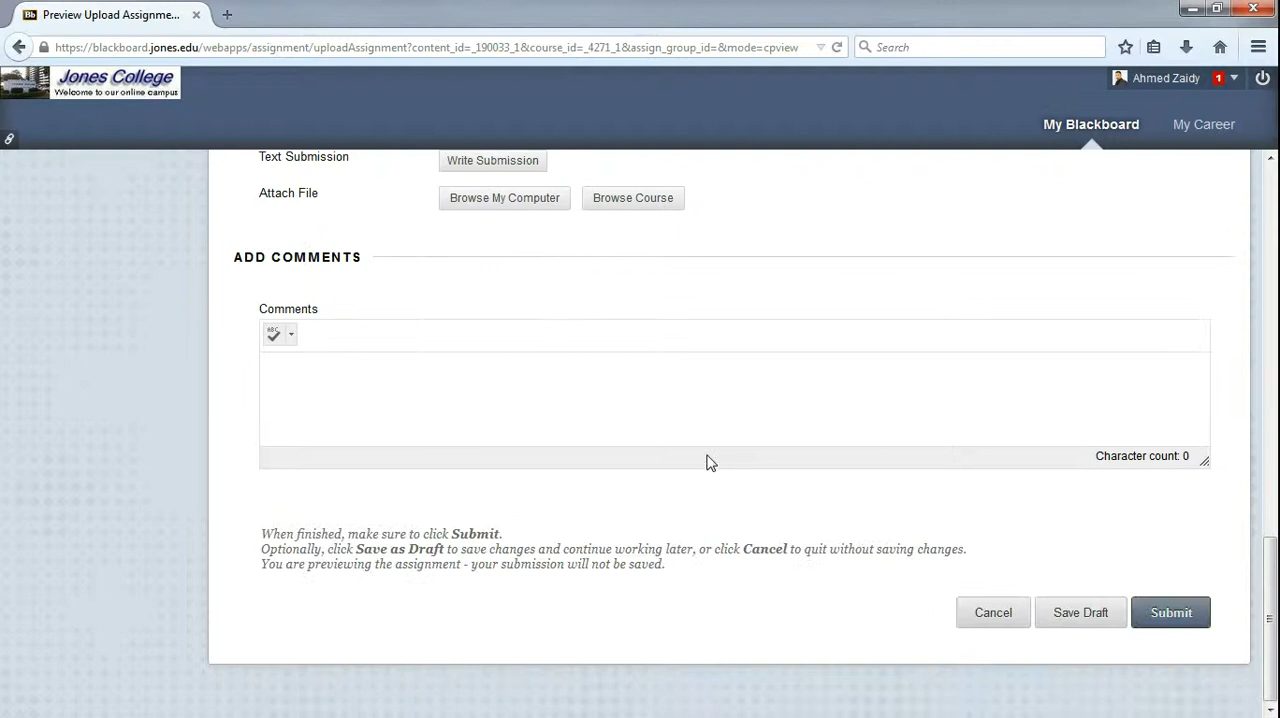 Bb Preview Upload Assignme... × +
https://blackboard.jones.edu/webapps/assignment/uploadAssignment?content_id=_190033_1&course_id=_4271_1&assign_group_id=&mode=cpview
Search
Jones College
Welcome to our online campus
Ahmed Zaidy 1
My Blackboard My Career
Text Submission Write Submission
Attach File Browse My Computer Browse Course
ADD COMMENTS
Comments
ABC
Character count: 0
When finished, make sure to click Submit.
Optionally, click Save as Draft to save changes and continue working later, or click Cancel to quit without saving changes.
You are previewing the assignment - your submission will not be saved.
Cancel Save Draft Submit